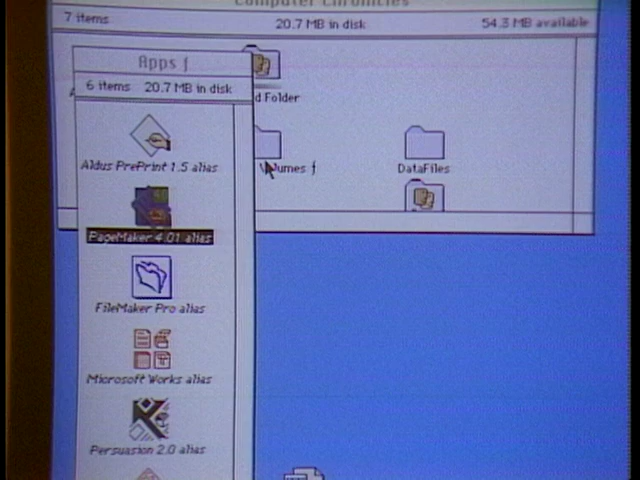 Computer Chronicles
7 items
20.7 MB in disk
54.3 MB available
Apps ƒ
6 items
20.7 MB in disk
d Folder
Aldus PrePrint 1.5 alias
lumes ƒ
DataFiles
PageMaker 4.01 alias
FileMaker Pro alias
Microsoft Works alias
Persuasion 2.0 alias